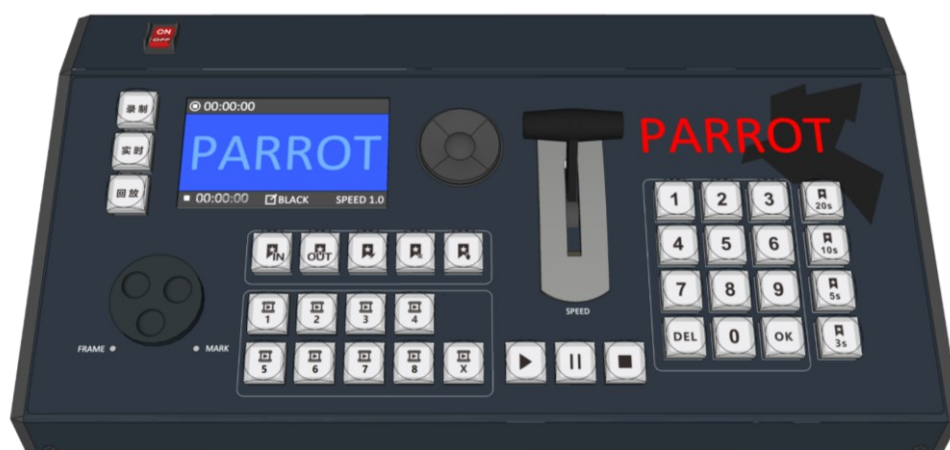 ON
OFF
录制
实时
回放
00:00:00
PARROT
00:00:00 BLACK SPEED 1.0
PARROT
IN
OUT
1 2 3 4
5 6 7 8 X
FRAME
MARK
SPEED
1 2 3 20s
4 5 6 10s
7 8 9 5s
DEL 0 OK 3s